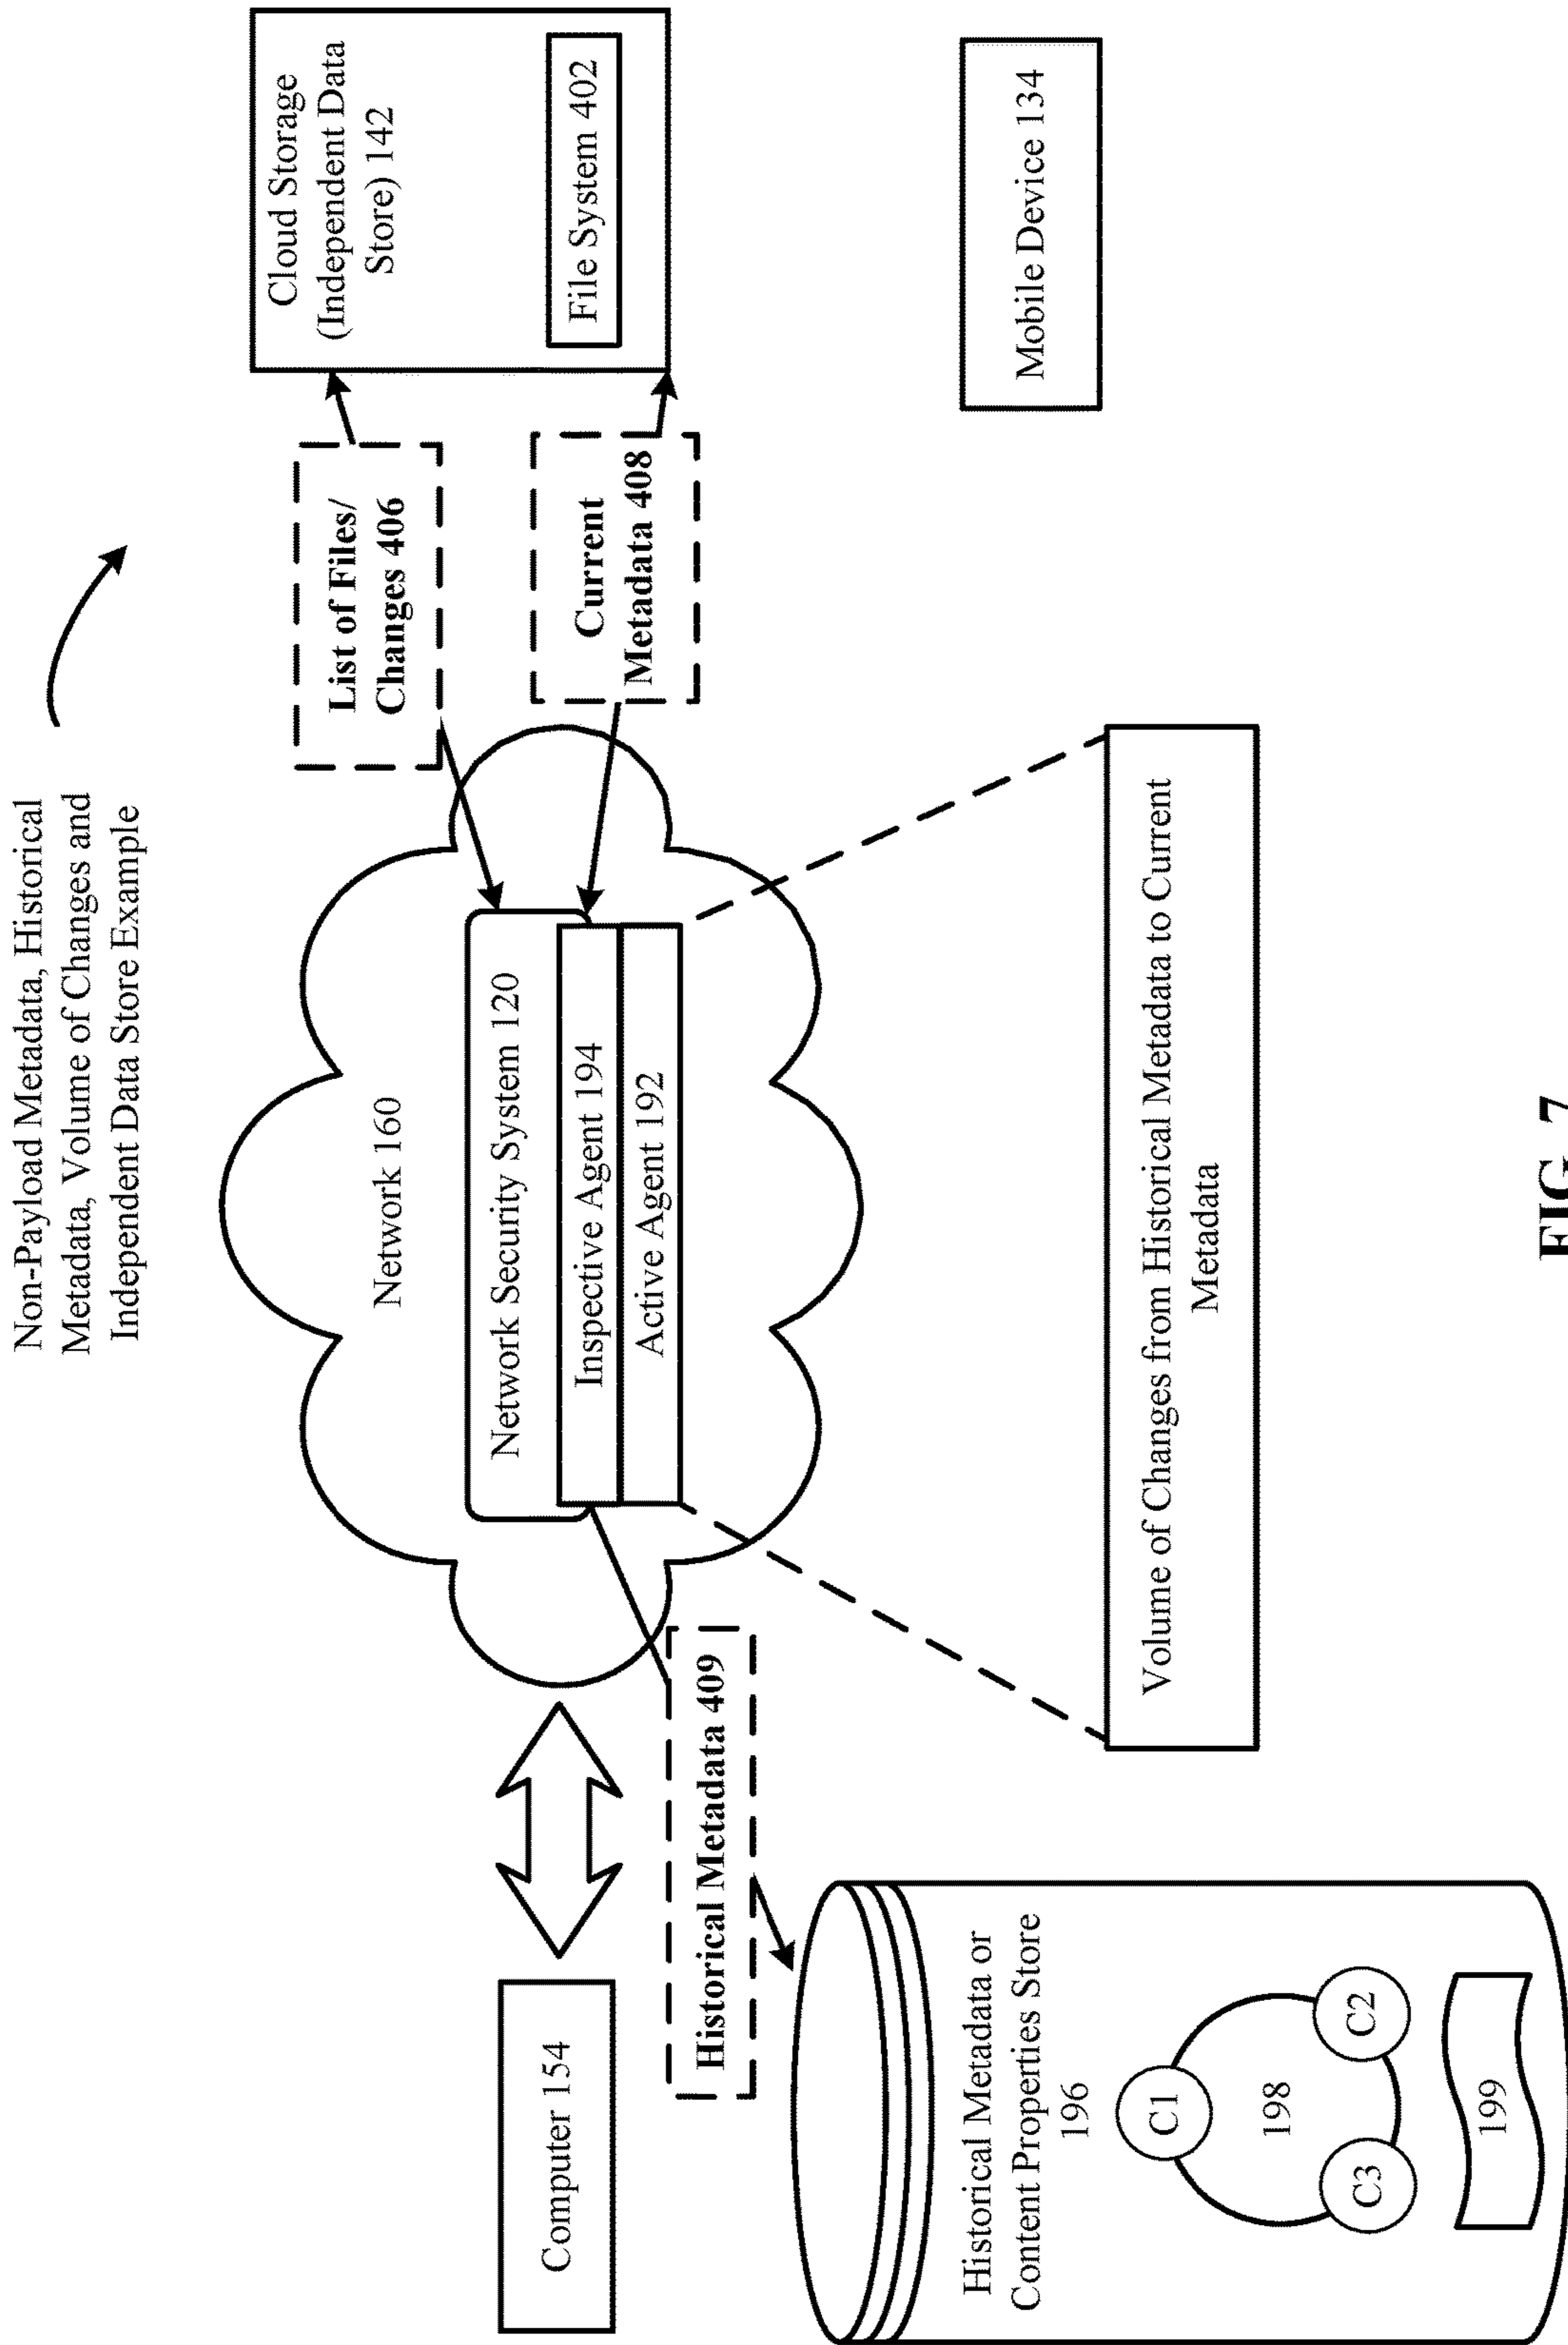 Non-Payload Metadata, Historical
Metadata, Volume of Changes and
Independent Data Store Example
Cloud Storage
(Independent Data
Store) 142
File System 402
List of Files/
Changes 406
Current
Metadata 408
Mobile Device 134
Network 160
Network Security System 120
Inspective Agent 194
Active Agent 192
Computer 154
Historical Metadata 409
Historical Metadata or
Content Properties Store
196
C1
198
C2
C3
199
Volume of Changes from Historical Metadata to Current
Metadata
FIG. 7